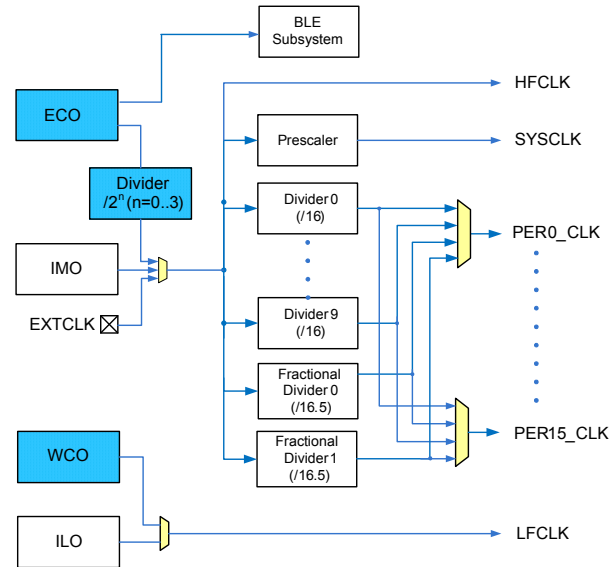 BLE
Subsystem
HFCLK
ECO
Prescaler
SYSCLK
Divider
/2ⁿ (n=0..3)
Divider 0
(/16)
PER0_CLK
IMO
EXTCLK
Divider 9
(/16)
Fractional
Divider 0
(/16.5)
PER15_CLK
Fractional
Divider 1
(/16.5)
WCO
ILO
LFCLK